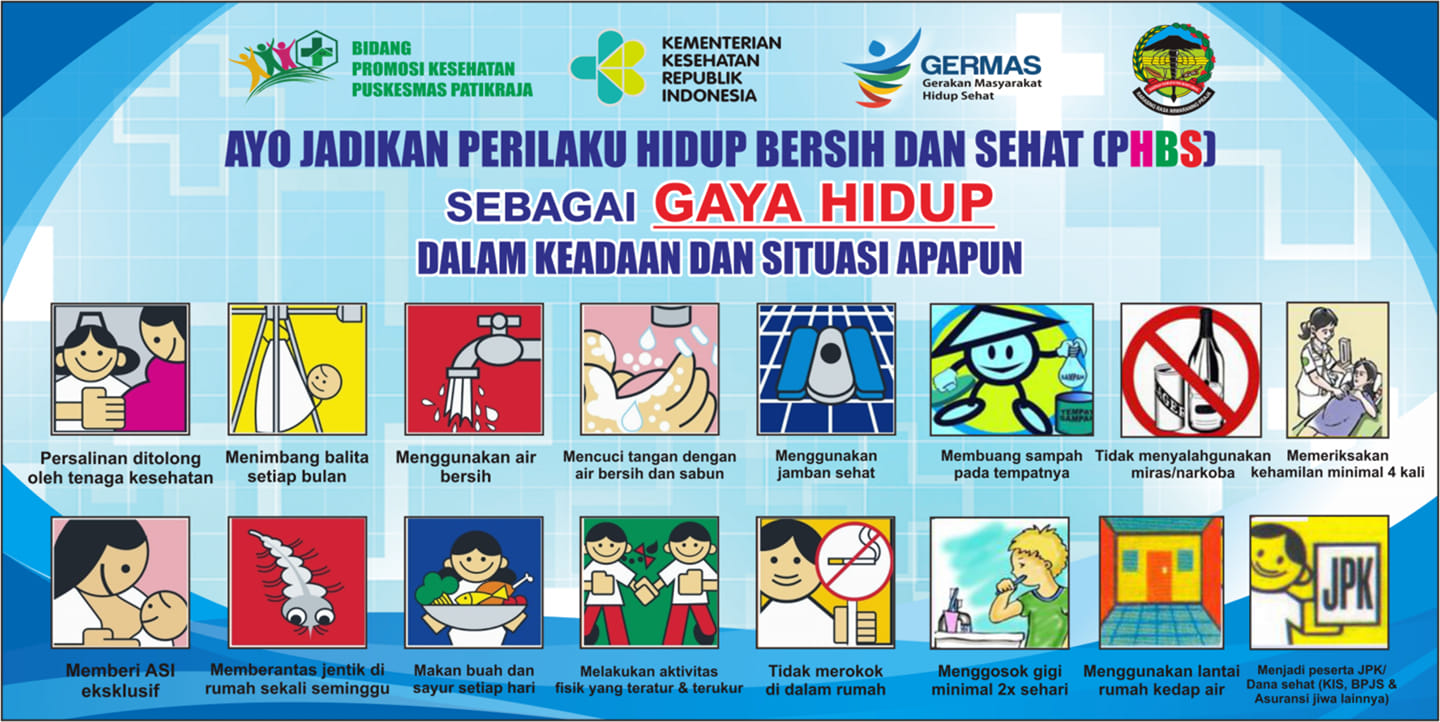 BIDANG
PROMOSI KESEHATAN
PUSKESMAS PATIKRAJA
KEMENTERIAN
KESEHATAN
REPUBLIK
INDONESIA
GERMAS
Gerakan Masyarakat
Hidup Sehat
AYO JADIKAN PERILAKU HIDUP BERSIH DAN SEHAT (PHBS)
SEBAGAI GAYA HIDUP
DALAM KEADAAN DAN SITUASI APAPUN
SAMPAH
TEMPAT
SAMPAH
Persalinan ditolong
oleh tenaga kesehatan
Menimbang balita
setiap bulan
Menggunakan air
bersih
Mencuci tangan dengan
air bersih dan sabun
Menggunakan
jamban sehat
Membuang sampah
pada tempatnya
Tidak menyalahgunakan
miras/narkoba
Memeriksakan
kehamilan minimal 4 kali
JPK
Memberi ASI
eksklusif
Memberantas jentik di
rumah sekali seminggu
Makan buah dan
sayur setiap hari
Melakukan aktivitas
fisik yang teratur & terukur
Tidak merokok
di dalam rumah
Menggosok gigi
minimal 2x sehari
Menggunakan lantai
rumah kedap air
Menjadi peserta JPK/
Dana sehat (KIS, BPJS &
Asuransi jiwa lainnya)